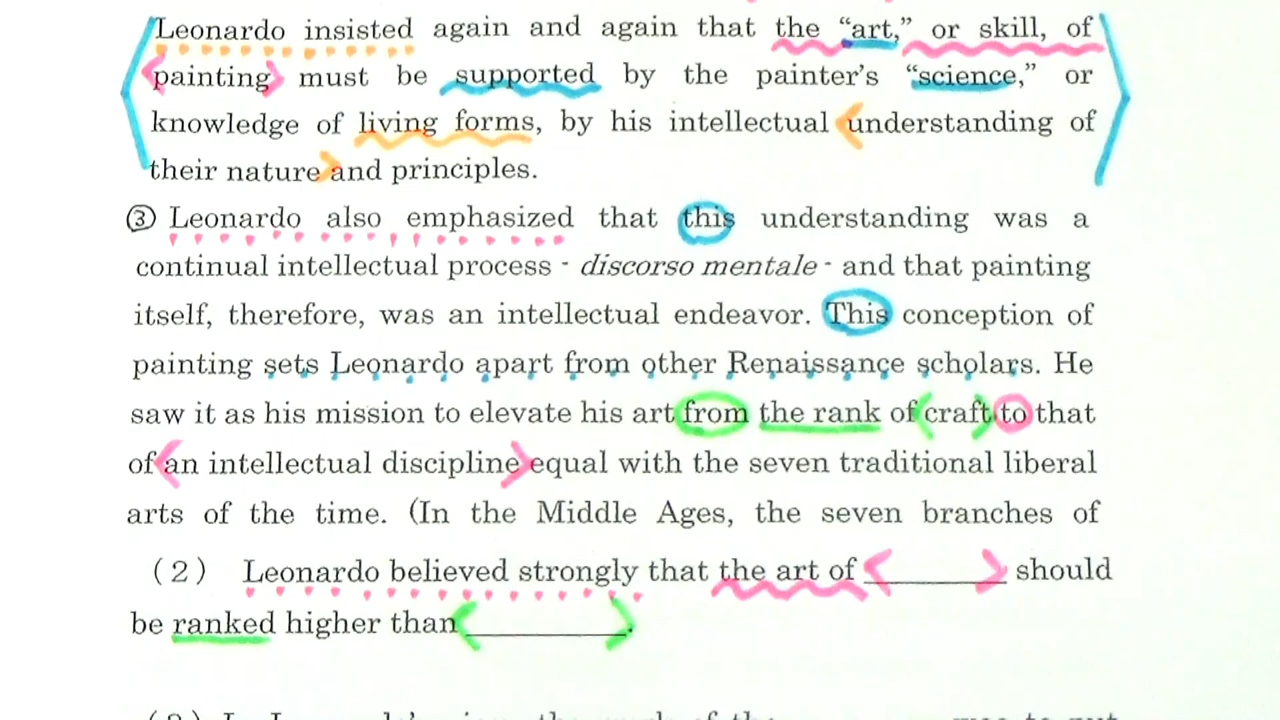 Leonardo insisted again and again that the “art,” or skill, of
painting must be supported by the painter’s “science,” or
knowledge of living forms, by his intellectual understanding of
their nature and principles.
③ Leonardo also emphasized that this understanding was a
continual intellectual process - discorso mentale - and that painting
itself, therefore, was an intellectual endeavor. This conception of
painting sets Leonardo apart from other Renaissance scholars. He
saw it as his mission to elevate his art from the rank of craft to that
of an intellectual discipline equal with the seven traditional liberal
arts of the time. (In the Middle Ages, the seven branches of
(2) Leonardo believed strongly that the art of ________ should
be ranked higher than ________.